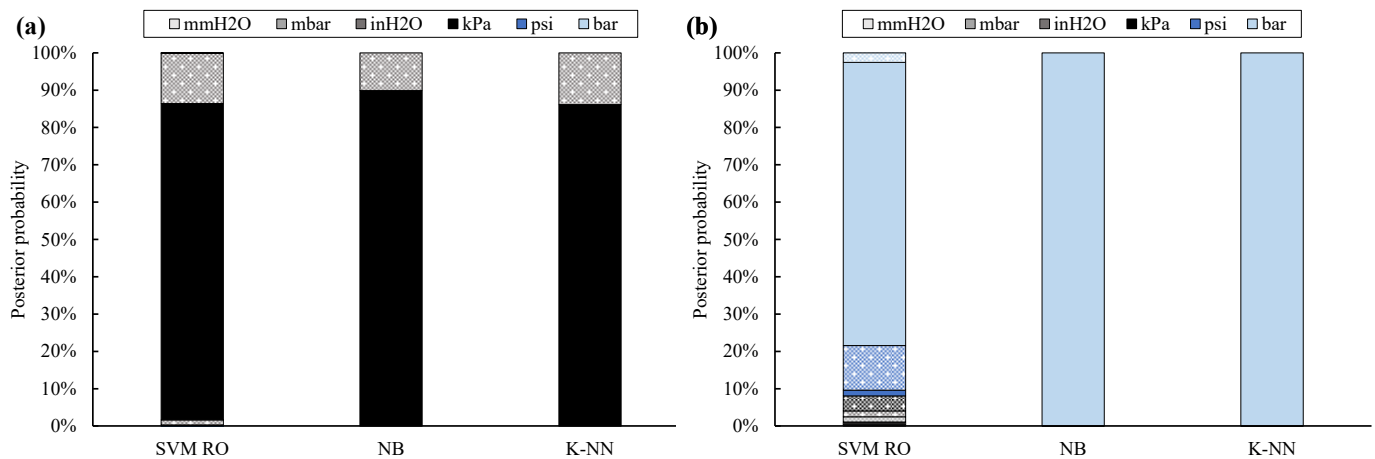 (a)
mmH2O mbar inH2O kPa psi bar
Posterior probability
100%
90%
80%
70%
60%
50%
40%
30%
20%
10%
0%
SVM RO NB K-NN
(b)
mmH2O mbar inH2O kPa psi bar
Posterior probability
100%
90%
80%
70%
60%
50%
40%
30%
20%
10%
0%
SVM RO NB K-NN